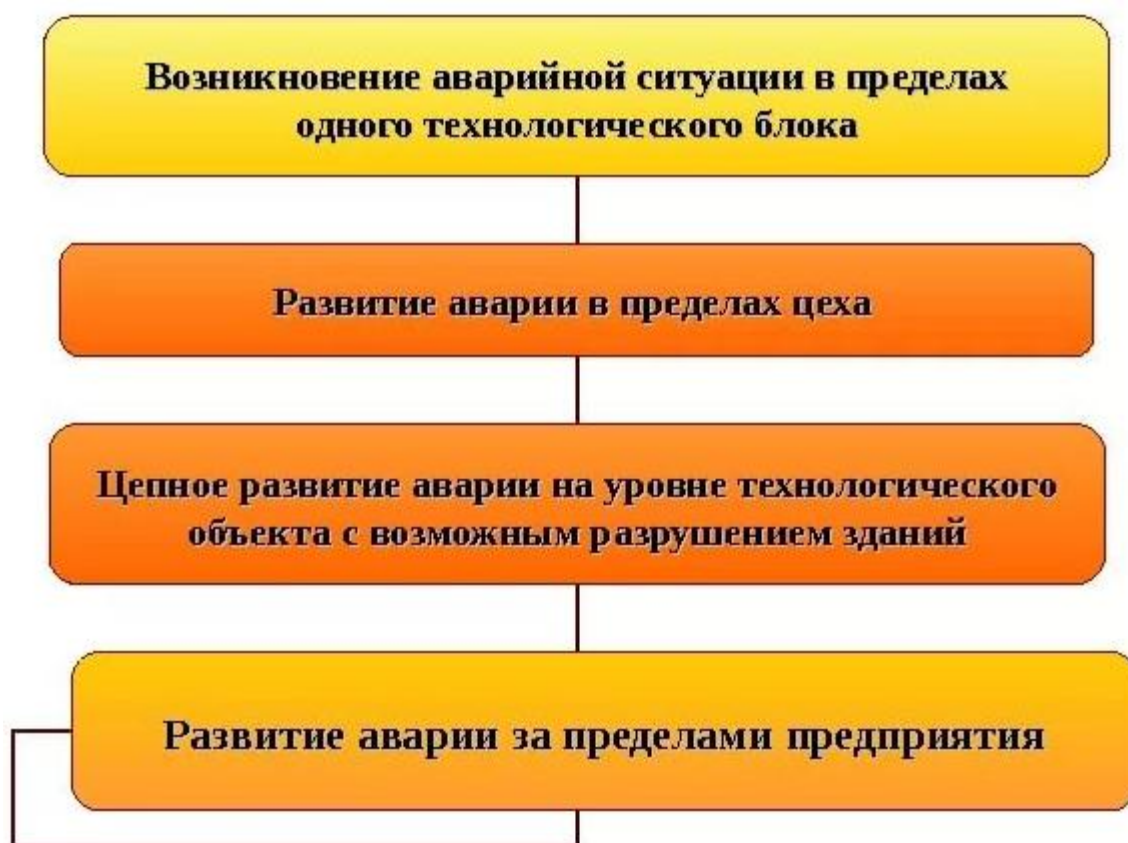 Возникновение аварийной ситуации в пределах
одного технологического блока
Развитие аварии в пределах цеха
Цепное развитие аварии на уровне технологического
объекта с возможным разрушением зданий
Развитие аварии за пределами предприятия